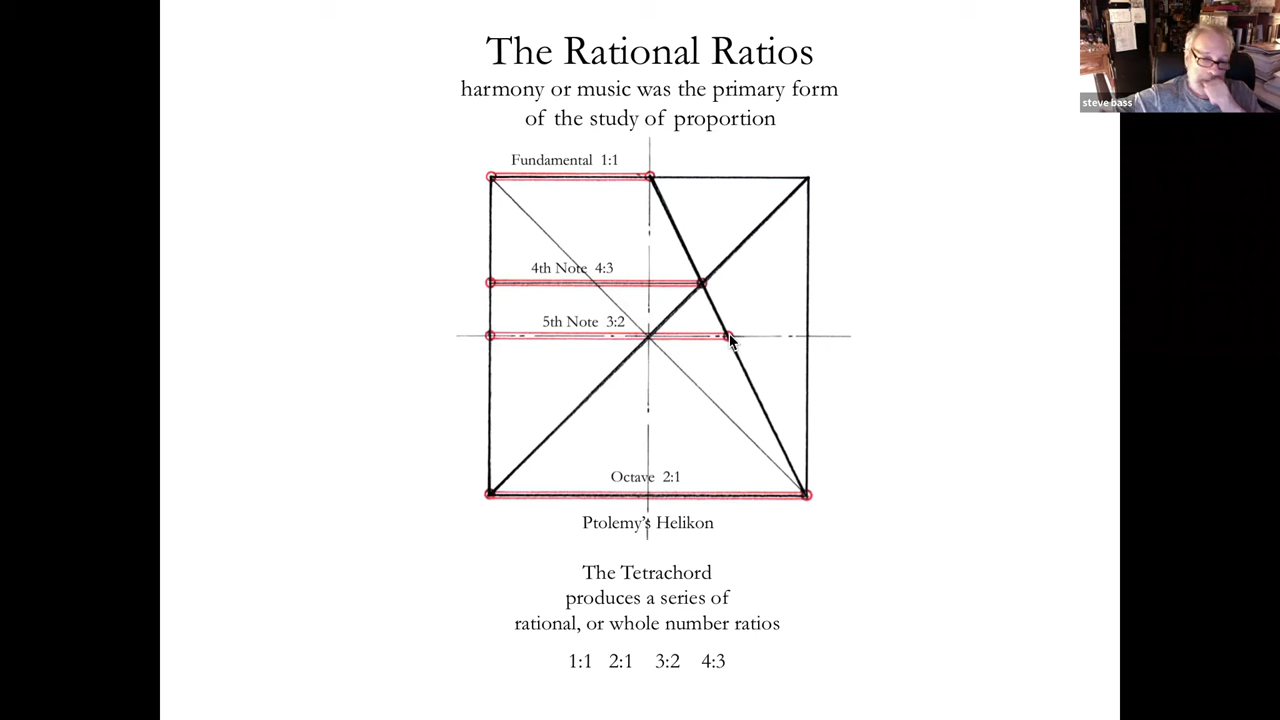 The Rational Ratios
harmony or music was the primary form
of the study of proportion
steve bass
Fundamental 1:1
4th Note 4:3
5th Note 3:2
Octave 2:1
Ptolemy's Helikon
The Tetrachord
produces a series of
rational, or whole number ratios
1:1 2:1 3:2 4:3